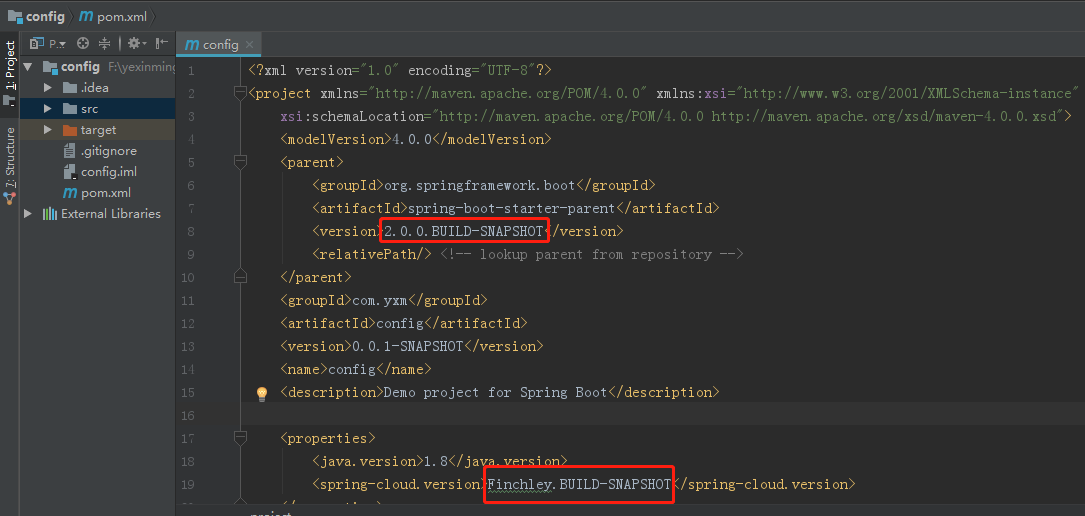 config
pom.xml
1: Project
7: Structure
P..
config F:\yexinming
.idea
src
target
.gitignore
config.iml
pom.xml
External Libraries
config
1 <?xml version="1.0" encoding="UTF-8"?>
2 <project xmlns="http://maven.apache.org/POM/4.0.0" xmlns:xsi="http://www.w3.org/2001/XMLSchema-instance"
3 xsi:schemaLocation="http://maven.apache.org/POM/4.0.0 http://maven.apache.org/xsd/maven-4.0.0.xsd">
4 <modelVersion>4.0.0</modelVersion>
5 <parent>
6 <groupId>org.springframework.boot</groupId>
7 <artifactId>spring-boot-starter-parent</artifactId>
8 <version>2.0.0.BUILD-SNAPSHOT</version>
9 <relativePath/> <!-- lookup parent from repository -->
10 </parent>
11 <groupId>com.yxm</groupId>
12 <artifactId>config</artifactId>
13 <version>0.0.1-SNAPSHOT</version>
14 <name>config</name>
15 <description>Demo project for Spring Boot</description>
16
17 <properties>
18 <java.version>1.8</java.version>
19 <spring-cloud.version>Finchley.BUILD-SNAPSHOT</spring-cloud.version>